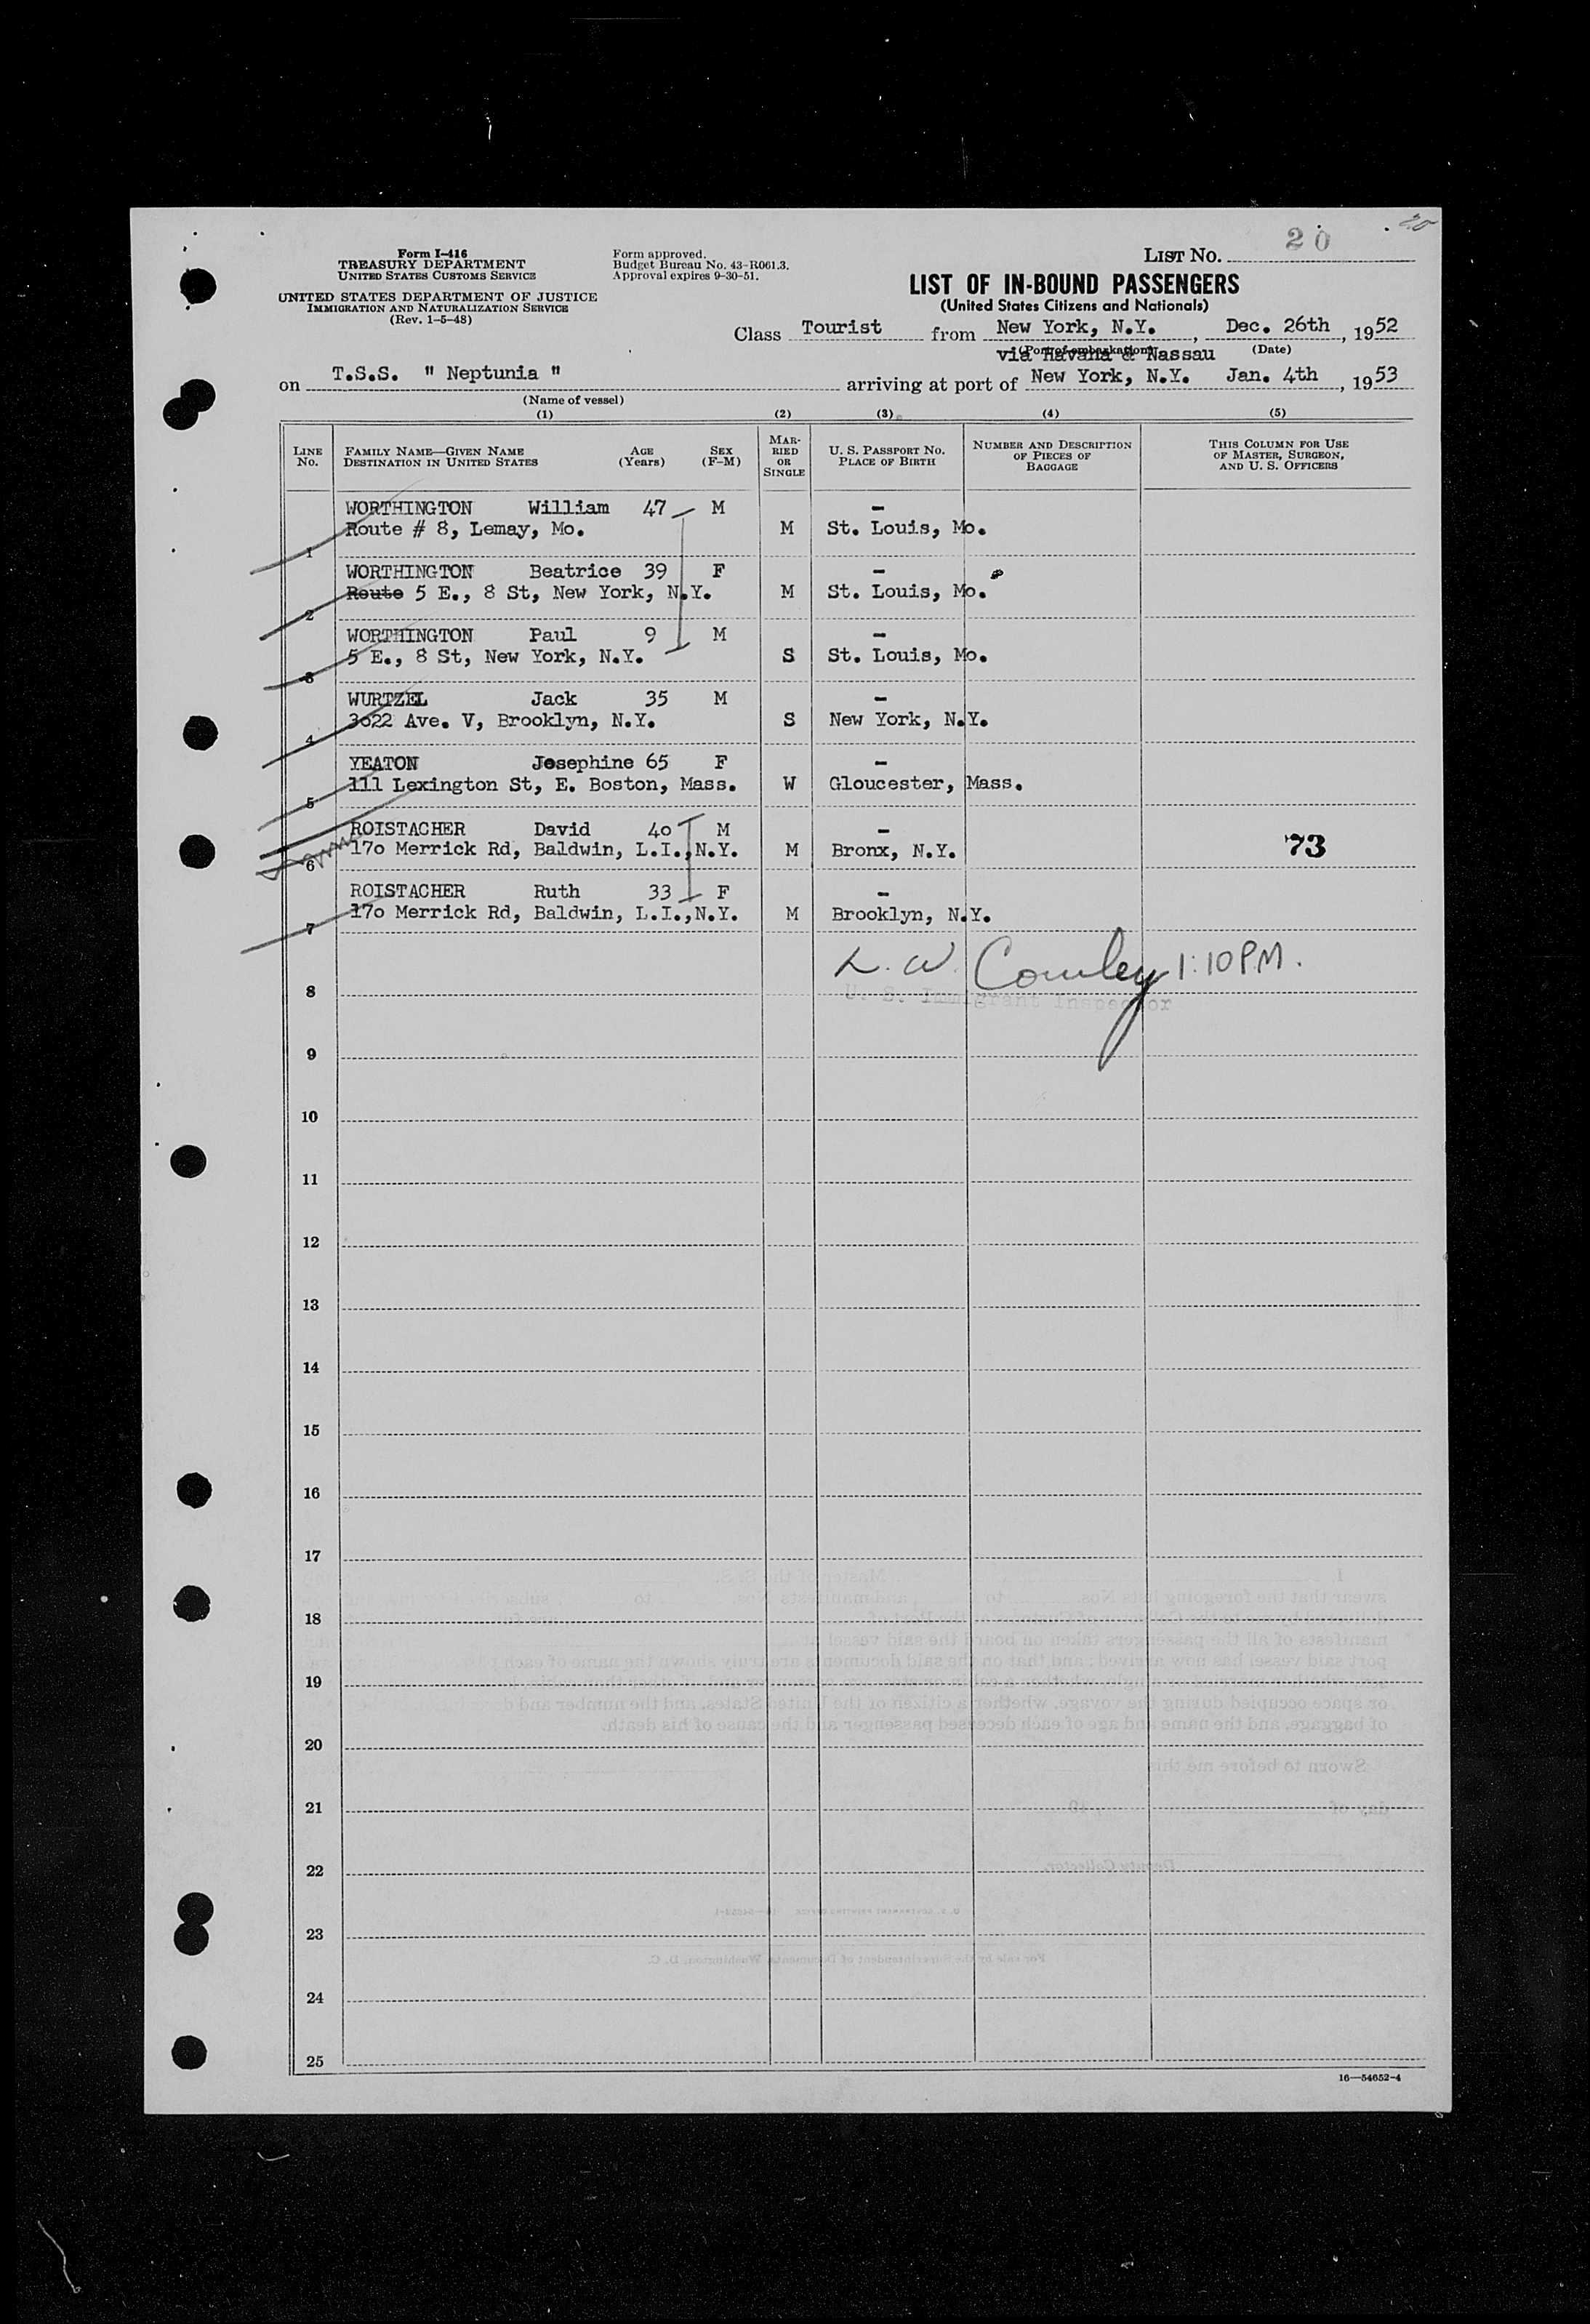 20
Form I-416
TREASURY DEPARTMENT
UNITED STATES CUSTOMS SERVICE
UNITED STATES DEPARTMENT OF JUSTICE
IMMIGRATION AND NATURALIZATION SERVICE
(Rev. 1-5-48)
Form approved.
Budget Bureau No. 43-R061.3.
Approval expires 9-30-51.
LIST No. 20
LIST OF IN-BOUND PASSENGERS
(United States Citizens and Nationals)
Class Tourist from New York, N.Y. , Dec. 26th , 1952
(Port of embarkation) (Date)
via Havana & Nassau
on T.S.S. " Neptunia " arriving at port of New York, N.Y. Jan. 4th , 1953
(Name of vessel)
(1) (2) (3) (4) (5)
LINE No. FAMILY NAME—GIVEN NAME DESTINATION IN UNITED STATES AGE (Years) SEX (F-M) MARRIED OR SINGLE U. S. PASSPORT NO. PLACE OF BIRTH NUMBER AND DESCRIPTION OF PIECES OF BAGGAGE THIS COLUMN FOR USE OF MASTER, SURGEON, AND U. S. OFFICERS
WORTHINGTON William 47 M -
1 Route # 8, Lemay, Mo. M St. Louis, Mo.
WORTHINGTON Beatrice 39 F -
2 Route 5 E., 8 St, New York, N.Y. M St. Louis, Mo.
WORTHINGTON Paul 9 M -
3 5 E., 8 St, New York, N.Y. S St. Louis, Mo.
WURTZEL Jack 35 M -
4 3022 Ave. V, Brooklyn, N.Y. S New York, N.Y.
YEATON Josephine 65 F -
5 111 Lexington St, E. Boston, Mass. W Gloucester, Mass.
ROISTACHER David 40 M -
6 170 Merrick Rd, Baldwin, L.I.,N.Y. M Bronx, N.Y. 73
ROISTACHER Ruth 33 F -
7 170 Merrick Rd, Baldwin, L.I.,N.Y. M Brooklyn, N.Y.
L. W. Conley 1:10 PM.
8 U. S. Immigrant Inspector
9
10
11
12
13
14
15
16
17
18
19
20
21
22
23
24
25
16—54652-4